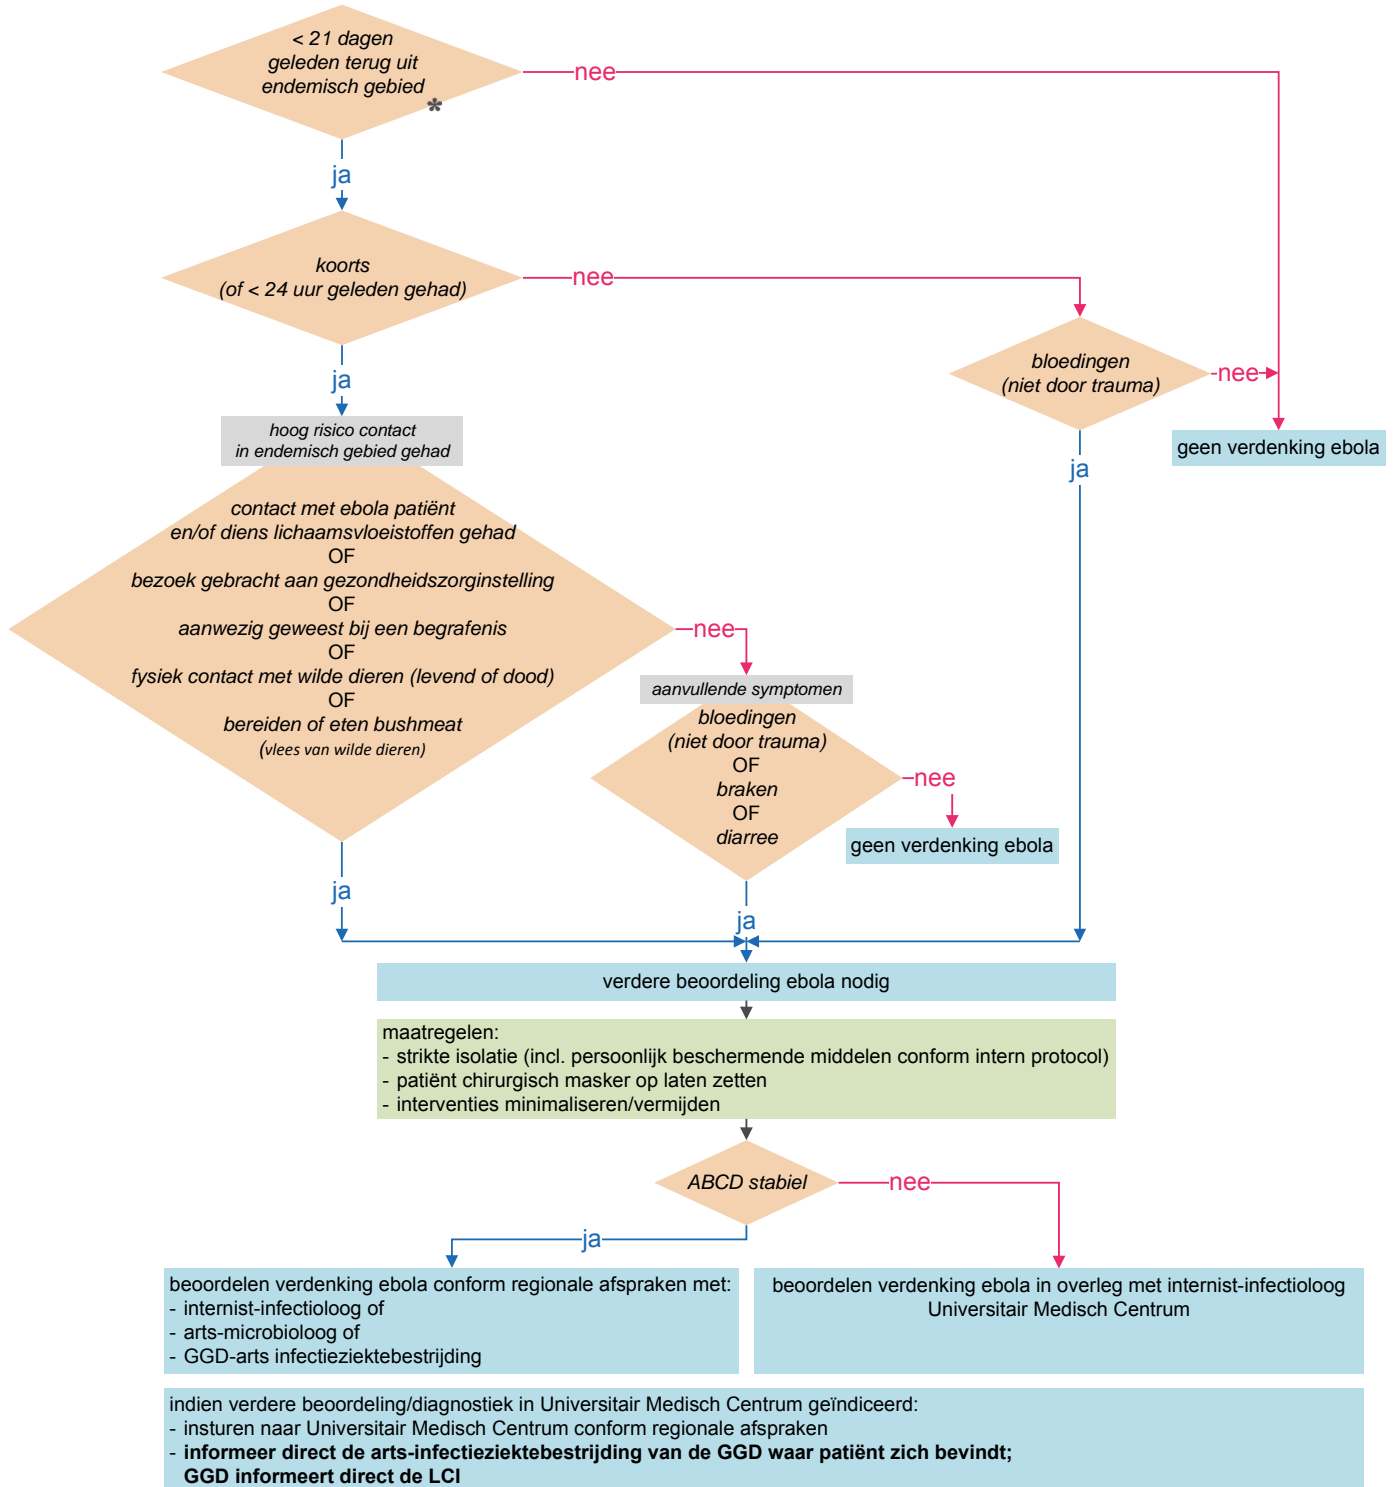 < 21 dagen
geleden terug uit
endemisch gebied
*
nee
ja
koorts
(of < 24 uur geleden gehad)
nee
bloedingen
(niet door trauma)
nee
geen verdenking ebola
ja
ja
hoog risico contact
in endemisch gebied gehad
contact met ebola patiënt
en/of diens lichaamsvloeistoffen gehad
OF
bezoek gebracht aan gezondheidszorginstelling
OF
aanwezig geweest bij een begrafenis
OF
fysiek contact met wilde dieren (levend of dood)
OF
bereiden of eten bushmeat
(vlees van wilde dieren)
nee
aanvullende symptomen
bloedingen
(niet door trauma)
OF
braken
OF
diarree
nee
geen verdenking ebola
ja
ja
verdere beoordeling ebola nodig
maatregelen:
- strikte isolatie (incl. persoonlijk beschermende middelen conform intern protocol)
- patiënt chirurgisch masker op laten zetten
- interventies minimaliseren/vermijden
ABCD stabiel
nee
ja
beoordelen verdenking ebola conform regionale afspraken met:
- internist-infectioloog of
- arts-microbioloog of
- GGD-arts infectieziektebestrijding
beoordelen verdenking ebola in overleg met internist-infectioloog
Universitair Medisch Centrum
indien verdere beoordeling/diagnostiek in Universitair Medisch Centrum geïndiceerd:
- insturen naar Universitair Medisch Centrum conform regionale afspraken
- informeer direct de arts-infectieziektebestrijding van de GGD waar patiënt zich bevindt;
GGD informeert direct de LCI